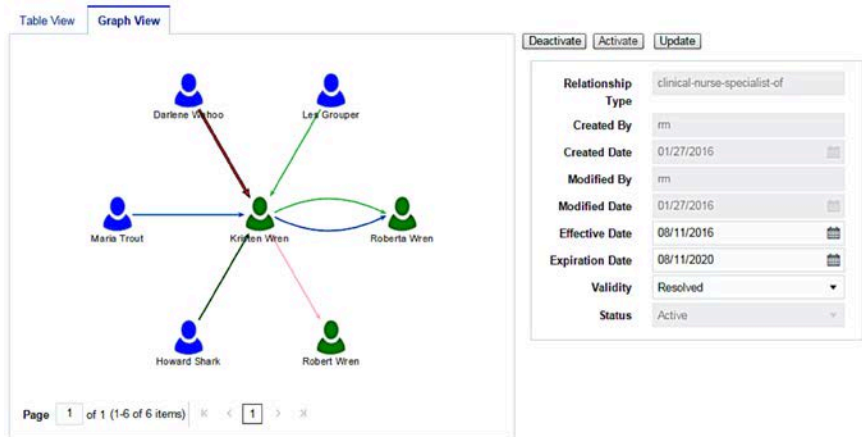 Table View
Graph View
Deactivate Activate Update
Darlene Wahoo
Les Grouper
Maria Trout
Kristen Wren
Roberta Wren
Howard Shark
Robert Wren
Page 1 of 1 (1-6 of 6 items) K < 1 > X
Relationship Type clinical-nurse-specialist-of
Created By rm
Created Date 01/27/2016
Modified By rm
Modified Date 01/27/2016
Effective Date 08/11/2016
Expiration Date 08/11/2020
Validity Resolved
Status Active